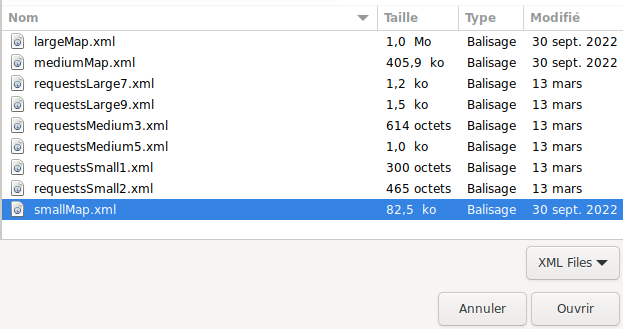 Nom Taille Type Modifié
largeMap.xml 1,0 Mo Balisage 30 sept. 2022
mediumMap.xml 405,9 ko Balisage 30 sept. 2022
requestsLarge7.xml 1,2 ko Balisage 13 mars
requestsLarge9.xml 1,5 ko Balisage 13 mars
requestsMedium3.xml 614 octets Balisage 13 mars
requestsMedium5.xml 1,0 ko Balisage 13 mars
requestsSmall1.xml 300 octets Balisage 13 mars
requestsSmall2.xml 465 octets Balisage 13 mars
smallMap.xml 82,5 ko Balisage 30 sept. 2022
XML Files
Annuler Ouvrir